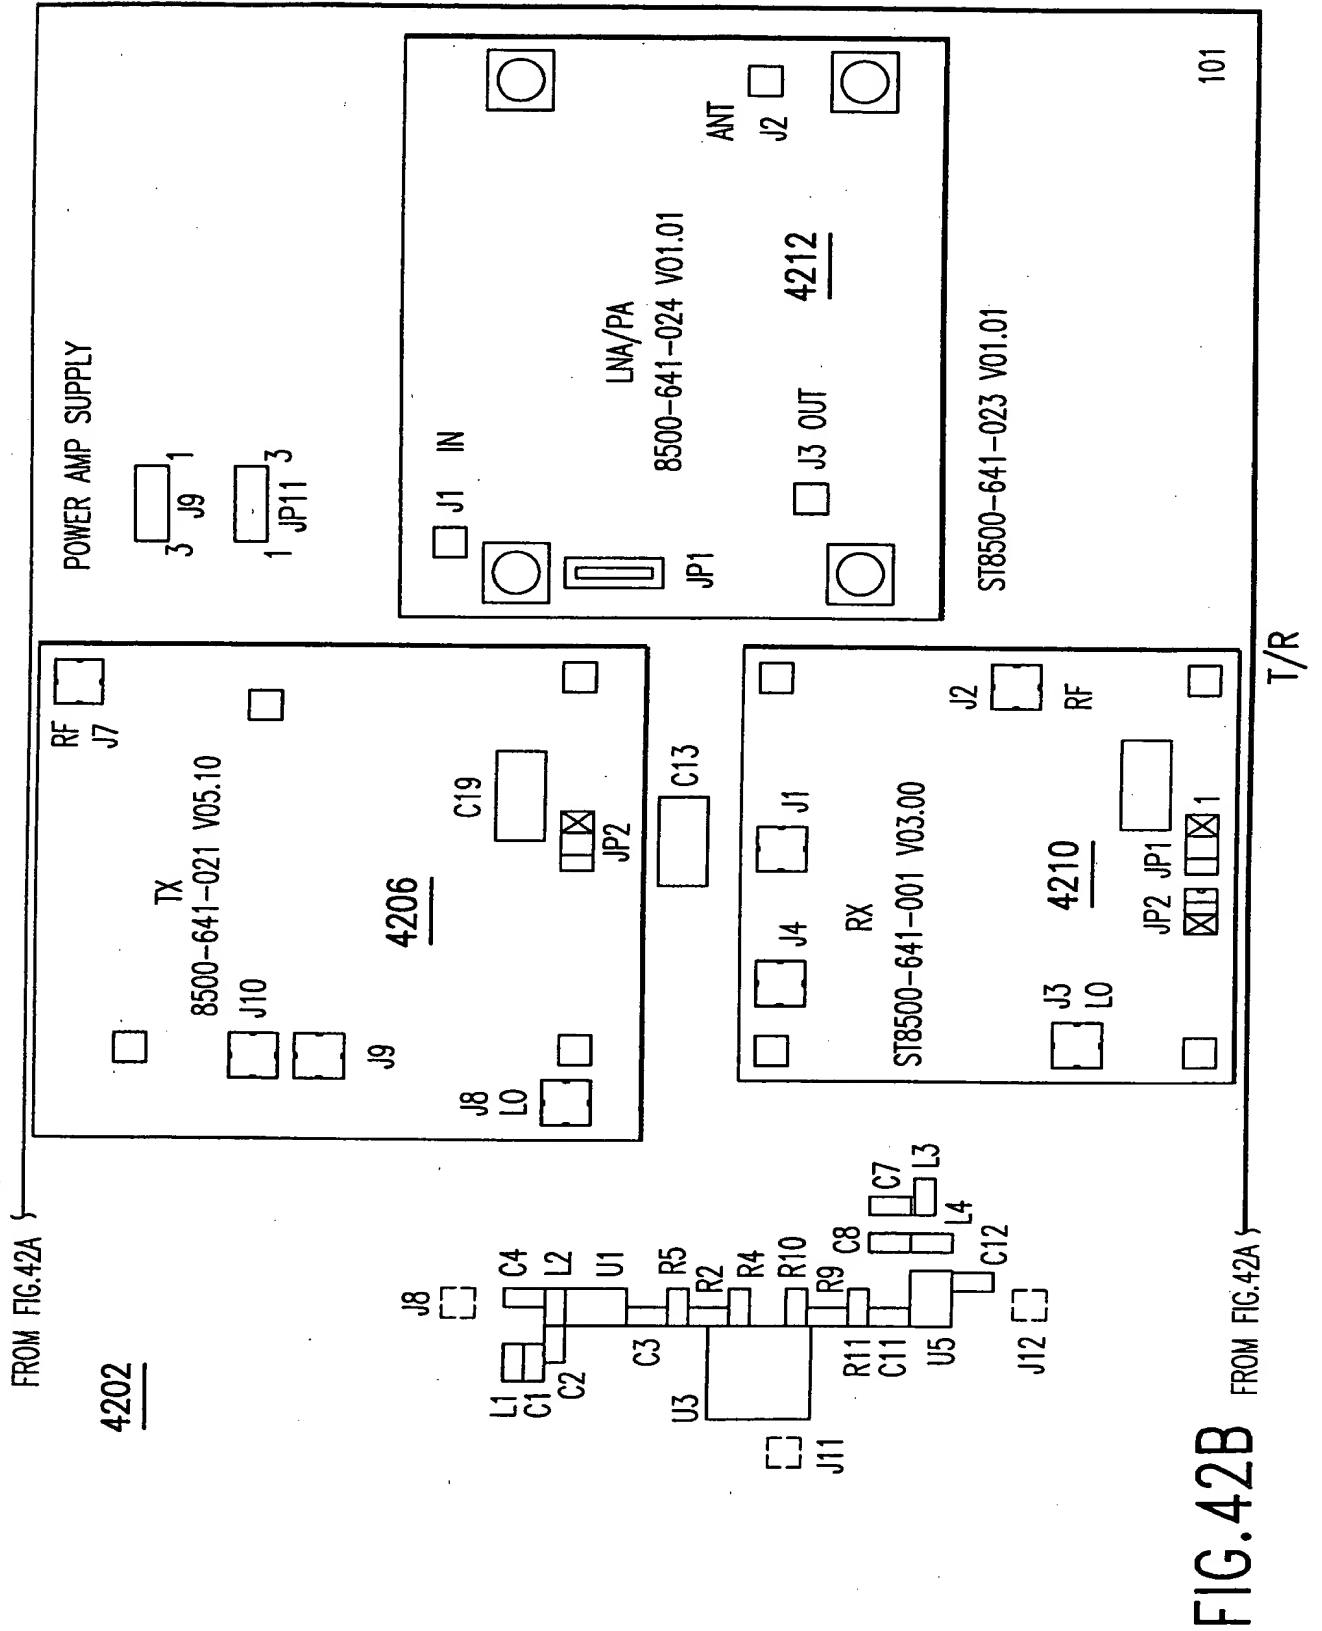 FROM FIG.42A
4202
POWER AMP SUPPLY
3
1
J9
1
3
JP11
RF
J7
TX
8500-641-021 V05.10
J10
J9
4206
C19
JP2
J8
LO
C13
J1
IN
LNA/PA
8500-641-024 V01.01
JP1
J3 OUT
4212
ANT
J2
ST8500-641-023 V01.01
101
J4
J1
RX
ST8500-641-001 V03.00
J2
RF
4210
J3
LO
JP2
JP1
1
T/R
J8
L1
C1
C2
C4
L2
U1
C3
R5
R2
R4
U3
R10
R9
R11
C11
U5
J11
C8
C7
L3
L4
C12
J12
FROM FIG.42A
FIG.42B